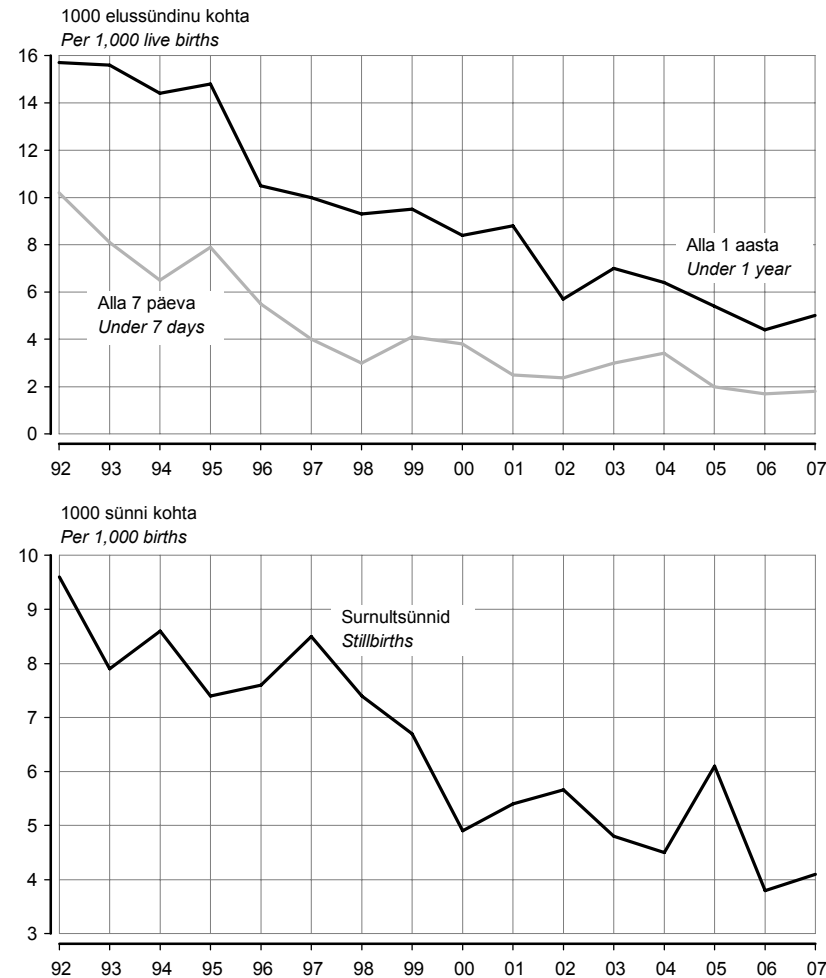 1000 elussündinu kohta
Per 1,000 live births
16
14
12
10
8
6
4
2
0
Alla 1 aasta
Under 1 year
Alla 7 päeva
Under 7 days
92 93 94 95 96 97 98 99 00 01 02 03 04 05 06 07
1000 sünni kohta
Per 1,000 births
10
9
8
7
6
5
4
3
Surnultsünnid
Stillbirths
92 93 94 95 96 97 98 99 00 01 02 03 04 05 06 07